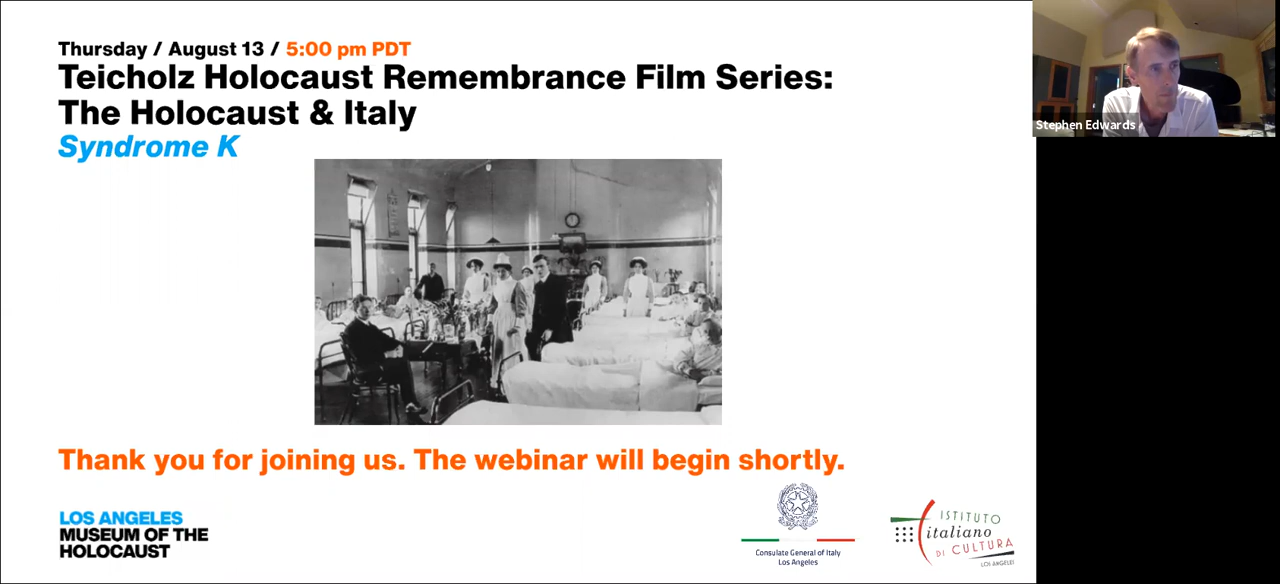 Thursday / August 13 / 5:00 pm PDT
Teicholz Holocaust Remembrance Film Series:
The Holocaust & Italy
Syndrome K
Stephen Edwards
Thank you for joining us. The webinar will begin shortly.
LOS ANGELES
MUSEUM OF THE
HOLOCAUST
Consulate General of Italy
Los Angeles
ISTITUTO
italiano
DI CULTURA
LOS ANGELES